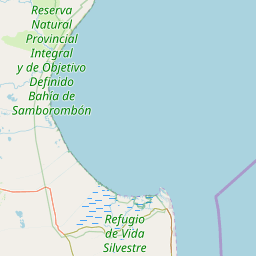 Reserva
Natural
Provincial
Integral
y de Objetivo
Definido
Bahía de
Samborombón
Refugio
de Vida
Silvestre